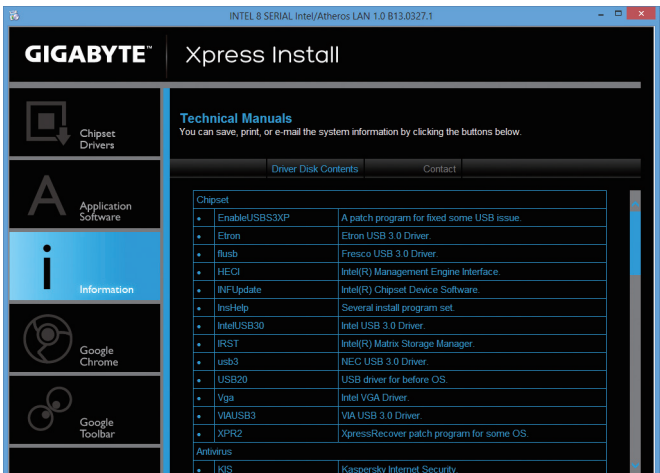 INTEL 8 SERIAL Intel/Atheros LAN 1.0 B13.0327.1
GIGABYTE™ Xpress Install
Chipset
Drivers
Application
Software
Information
Google
Chrome
Google
Toolbar
Technical Manuals
You can save, print, or e-mail the system information by clicking the buttons below.
Driver Disk Contents Contact
Chipset
• EnableUSBS3XP A patch program for fixed some USB issue.
• Etron Etron USB 3.0 Driver.
• flusb Fresco USB 3.0 Driver.
• HECI Intel(R) Management Engine Interface.
• INFUpdate Intel(R) Chipset Device Software.
• InsHelp Several install program set.
• IntelUSB30 Intel USB 3.0 Driver.
• IRST Intel(R) Matrix Storage Manager.
• usb3 NEC USB 3.0 Driver.
• USB20 USB driver for before OS.
• Vga Intel VGA Driver.
• VIAUSB3 VIA USB 3.0 Driver.
• XPR2 XpressRecover patch program for some OS.
Antivirus
• KIS Kaspersky Internet Security.